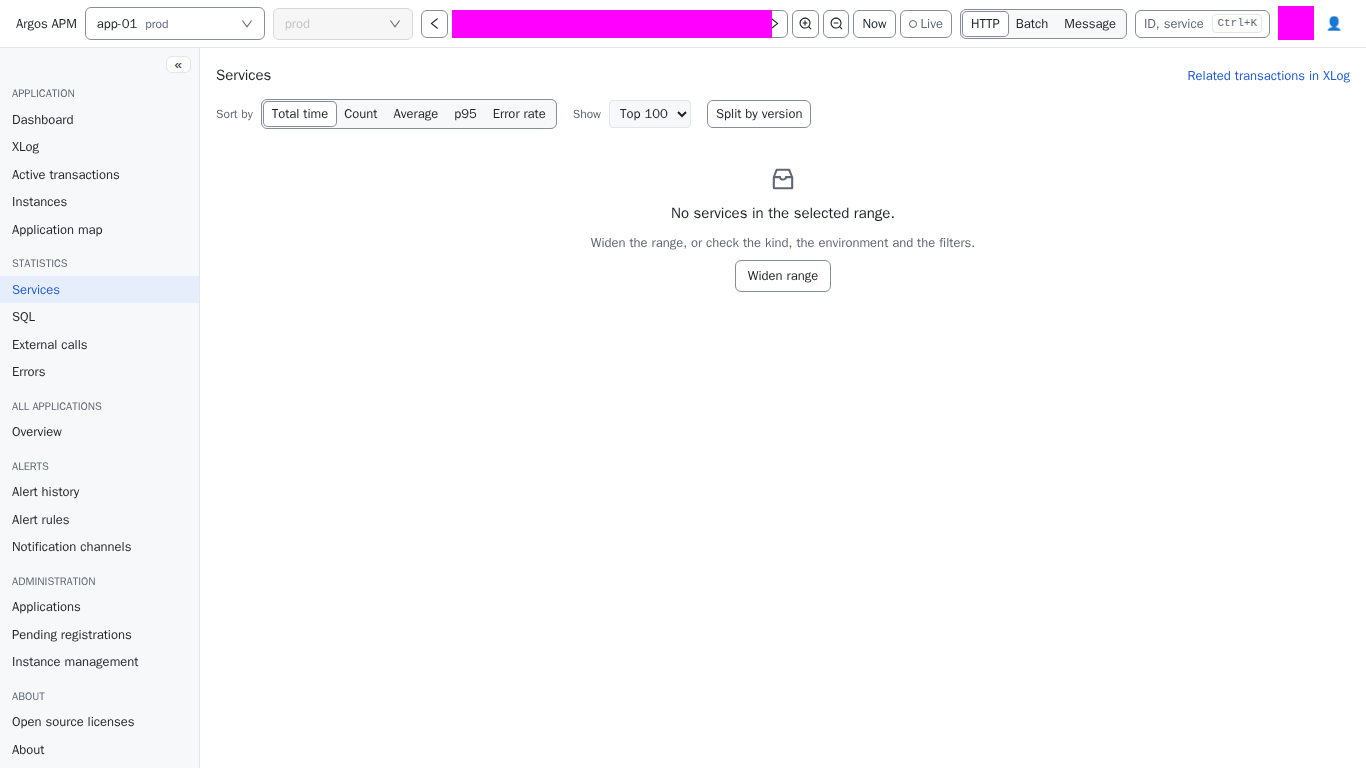 Argos APM app-01 prod prod Now Live HTTP Batch Message ID, service Ctrl+K
«
Services
Related transactions in XLog
Sort by Total time Count Average p95 Error rate Show Top 100 Split by version
No services in the selected range.
Widen the range, or check the kind, the environment and the filters.
Widen range
APPLICATION
Dashboard
XLog
Active transactions
Instances
Application map
STATISTICS
Services
SQL
External calls
Errors
ALL APPLICATIONS
Overview
ALERTS
Alert history
Alert rules
Notification channels
ADMINISTRATION
Applications
Pending registrations
Instance management
ABOUT
Open source licenses
About